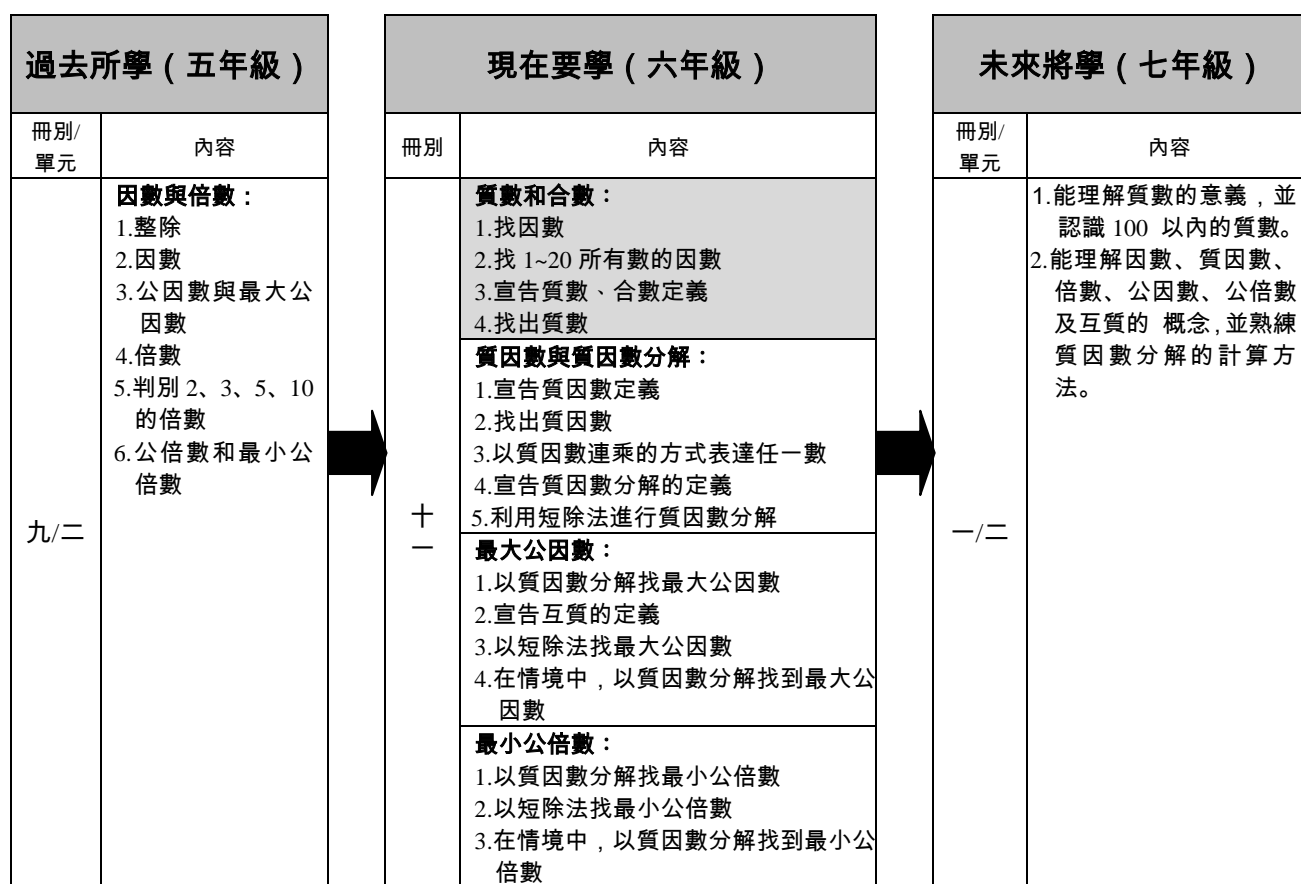 過去所學（五年級）
冊別/
單元
內容
九/二
因數與倍數：
1.整除
2.因數
3.公因數與最大公
因數
4.倍數
5.判別 2、3、5、10
的倍數
6.公倍數和最小公
倍數
現在要學（六年級）
冊別
內容
十
一
質數和合數：
1.找因數
2.找 1~20 所有數的因數
3.宣告質數、合數定義
4.找出質數
質因數與質因數分解：
1.宣告質因數定義
2.找出質因數
3.以質因數連乘的方式表達任一數
4.宣告質因數分解的定義
5.利用短除法進行質因數分解
最大公因數：
1.以質因數分解找最大公因數
2.宣告互質的定義
3.以短除法找最大公因數
4.在情境中，以質因數分解找到最大公
因數
最小公倍數：
1.以質因數分解找最小公倍數
2.以短除法找最小公倍數
3.在情境中，以質因數分解找到最小公
倍數
未來將學（七年級）
冊別/
單元
內容
一/二
1.能理解質數的意義，並
認識 100 以內的質數。
2.能理解因數、質因數、
倍數、公因數、公倍數
及互質的 概念，並熟練
質因數分解的計算方
法。